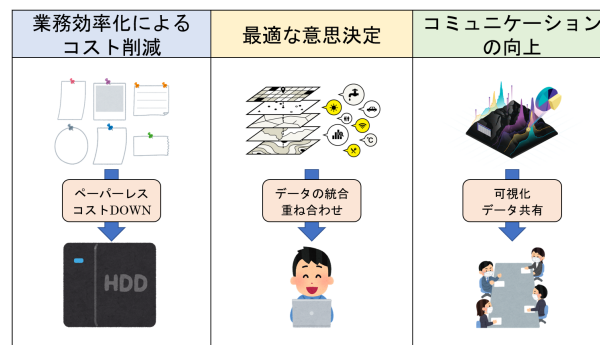 業務効率化による
コスト削減
最適な意思決定
コミュニケーション
の向上
℃
ペーパーレス
コストDOWN
データの統合
重ね合わせ
可視化
データ共有
HDD